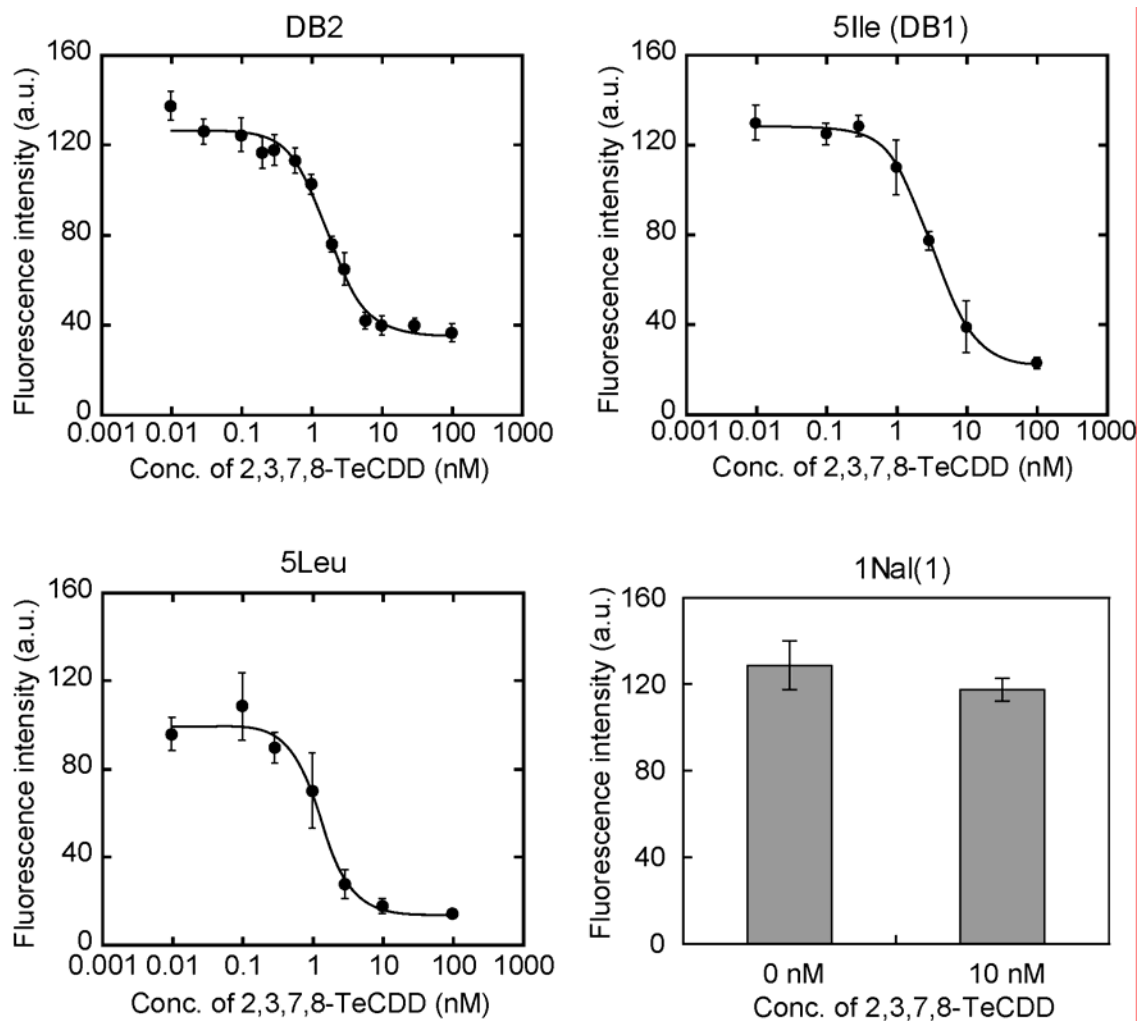 DB2
160
120
80
40
0
Fluorescence intensity (a.u.)
0.001 0.01 0.1 1 10 100 1000
Conc. of 2,3,7,8-TeCDD (nM)
5Ile (DB1)
160
120
80
40
0
Fluorescence intensity (a.u.)
0.001 0.01 0.1 1 10 100 1000
Conc. of 2,3,7,8-TeCDD (nM)
5Leu
160
120
80
40
0
Fluorescence intensity (a.u.)
0.001 0.01 0.1 1 10 100 1000
Conc. of 2,3,7,8-TeCDD (nM)
1Nal(1)
160
120
80
40
0
Fluorescence intensity (a.u.)
0 nM 10 nM
Conc. of 2,3,7,8-TeCDD